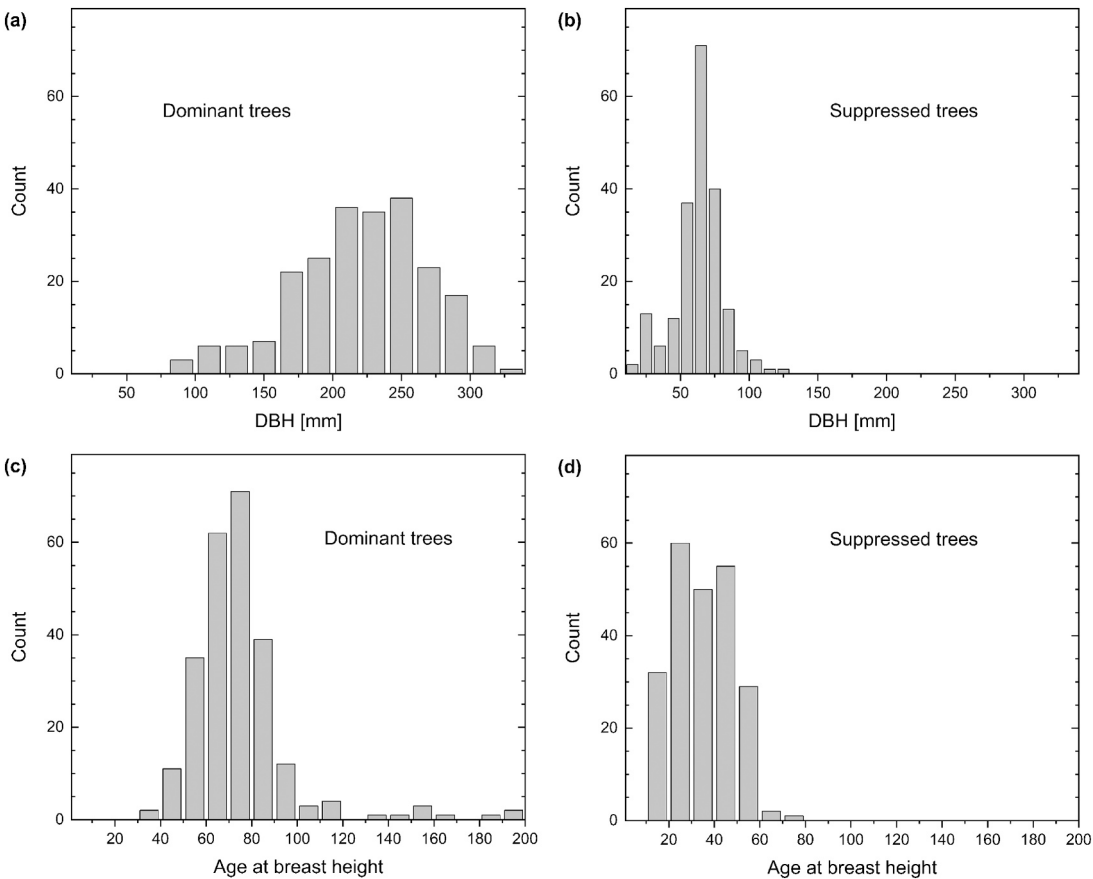 (a)
Dominant trees
Count
60
40
20
0
50 100 150 200 250 300
DBH [mm]
(b)
Suppressed trees
Count
60
40
20
0
50 100 150 200 250 300
DBH [mm]
(c)
Dominant trees
Count
60
40
20
0
20 40 60 80 100 120 140 160 180 200
Age at breast height
(d)
Suppressed trees
Count
60
40
20
0
20 40 60 80 100 120 140 160 180 200
Age at breast height